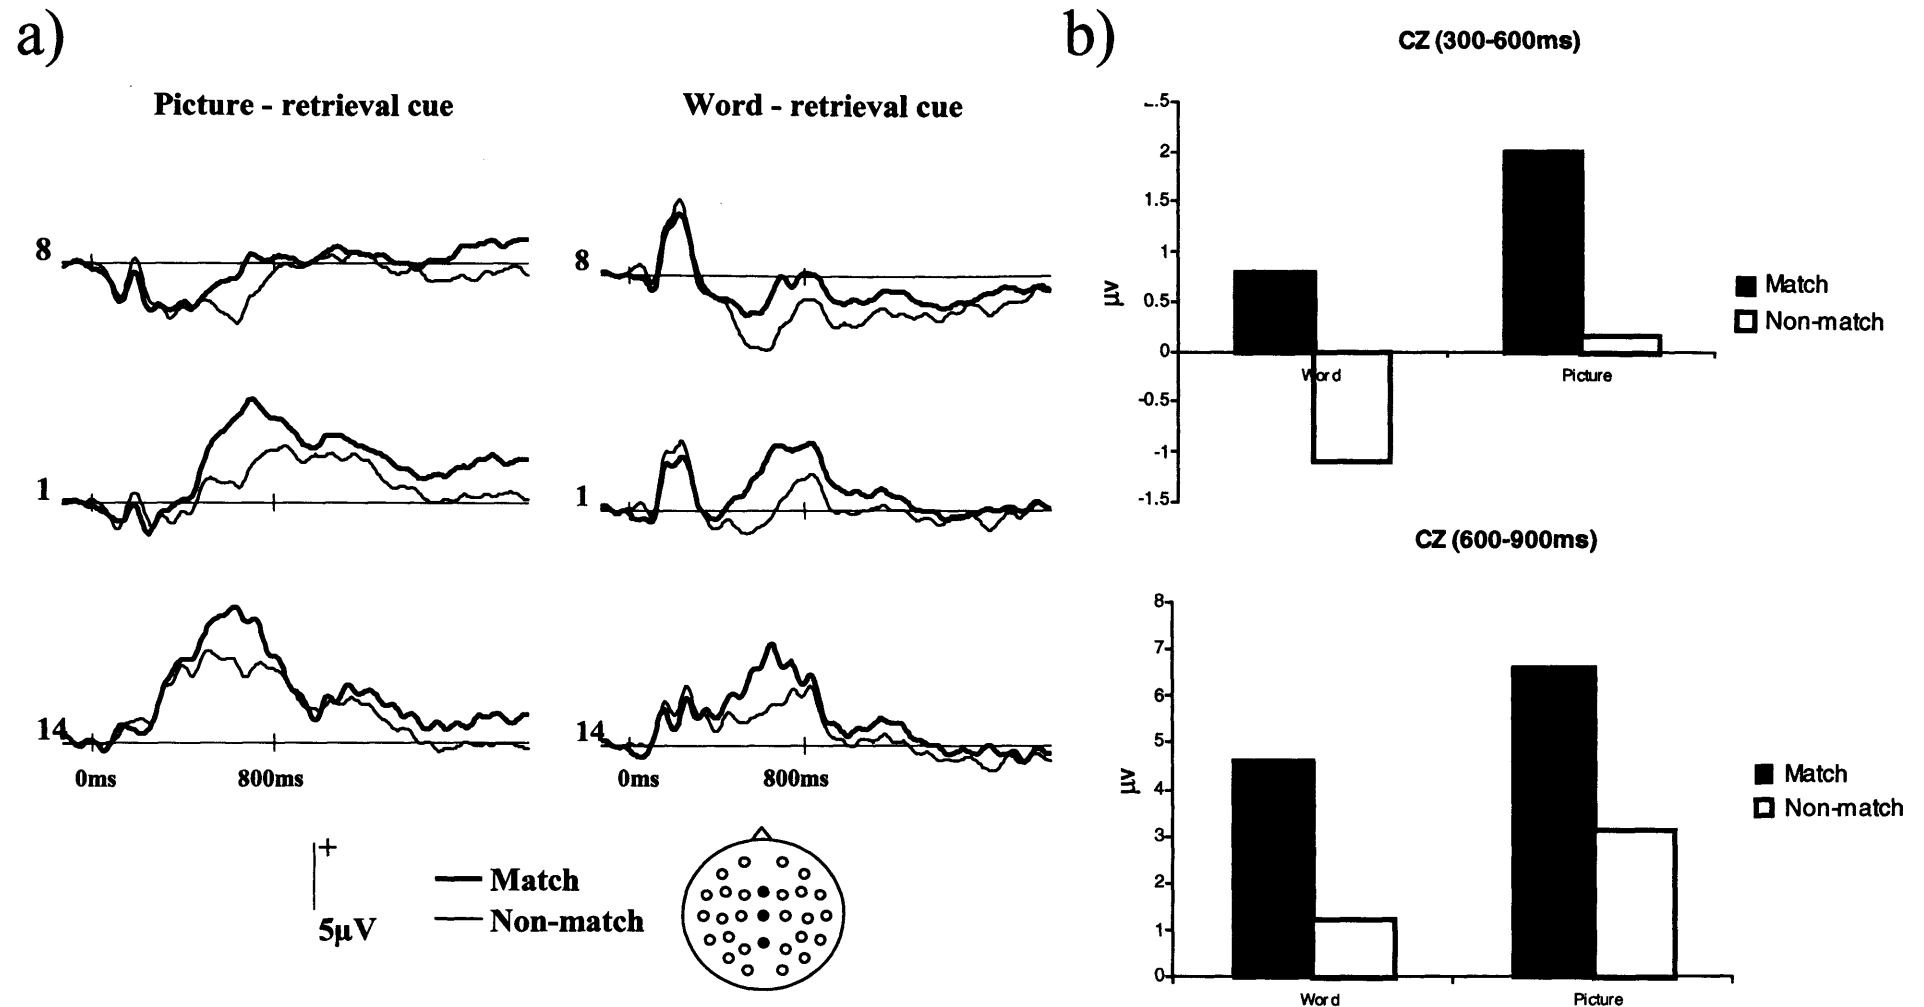 a)
Picture - retrieval cue
Word - retrieval cue
8
8
1
1
14
14
0ms
800ms
0ms
800ms
+
5μV
Match
Non-match
b)
CZ (300-600ms)
2
1.5
1
0.5
0
-0.5
-1
-1.5
μv
Word
Picture
Match
Non-match
CZ (600-900ms)
8
7
6
5
4
3
2
1
0
μv
Word
Picture
Match
Non-match